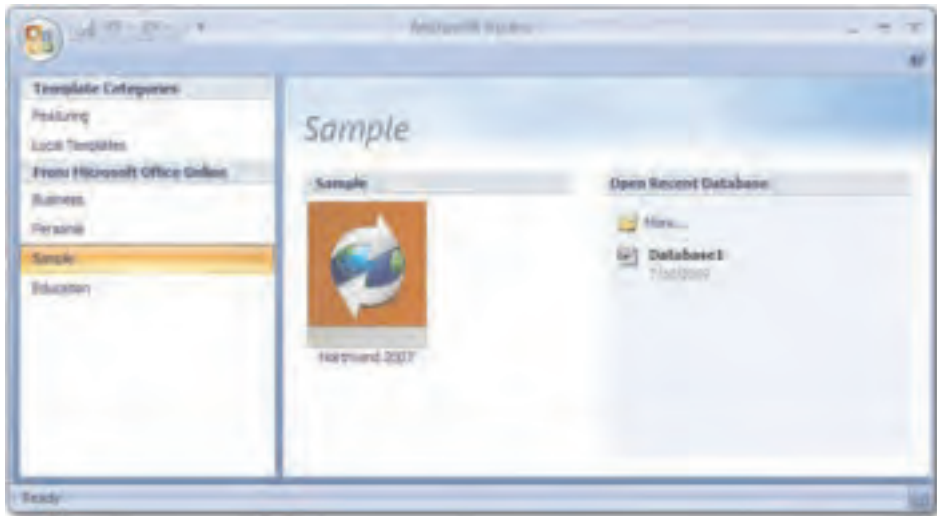 Microsoft Access
Template Categories
Featuring
Local Templates
From Microsoft Office Online
Business
Personal
Sample
Education
Sample
Sample
Northwind 2007
Open Recent Database
More...
Database1
Ready